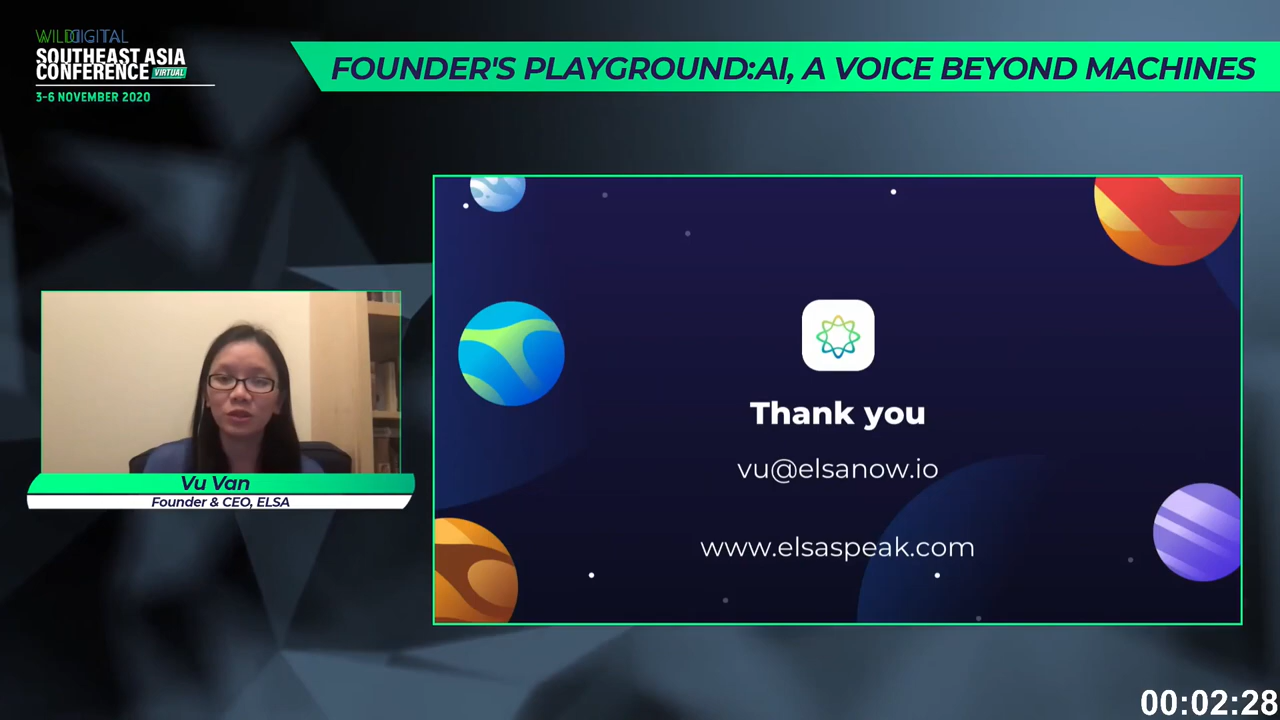 WILDDIGITAL
SOUTHEAST ASIA
CONFERENCE VIRTUAL
3-6 NOVEMBER 2020
FOUNDER'S PLAYGROUND:AI, A VOICE BEYOND MACHINES
Vu Van
Founder & CEO, ELSA
Thank you
vu@elsanow.io
www.elsaspeak.com
00:02:28